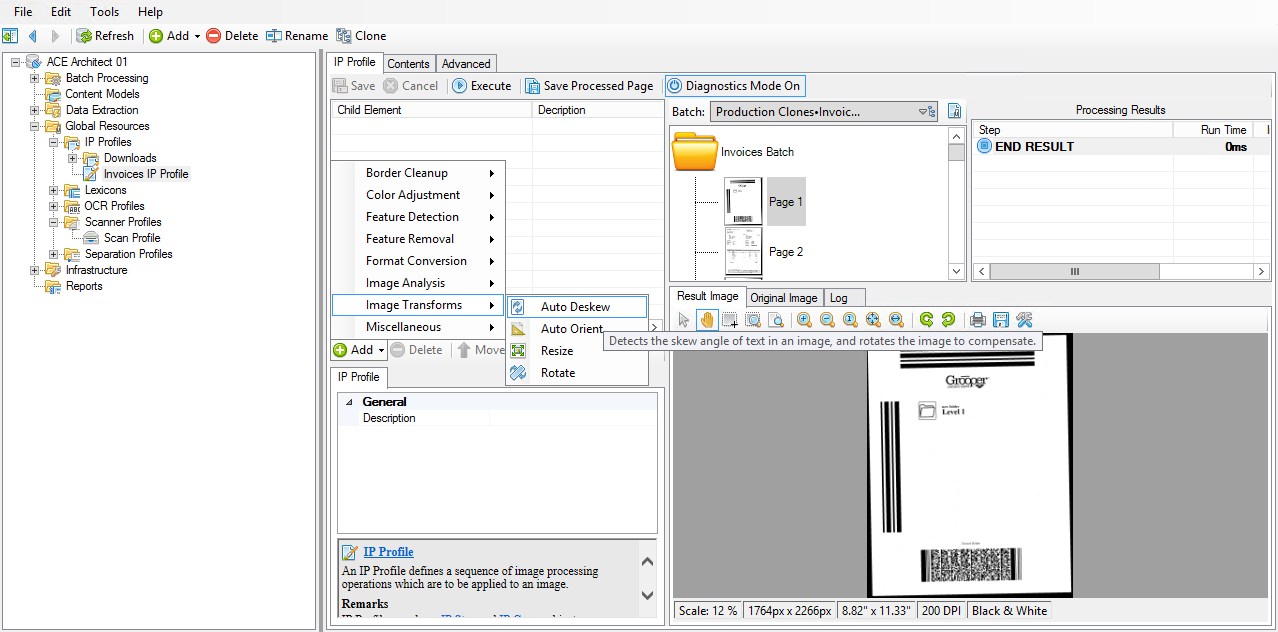 File Edit Tools Help
Refresh Add Delete Rename Clone
ACE Architect 01
Batch Processing
Content Models
Data Extraction
Global Resources
IP Profiles
Downloads
Invoices IP Profile
Lexicons
OCR Profiles
Scanner Profiles
Scan Profile
Separation Profiles
Infrastructure
Reports
IP Profile Contents Advanced
Save Cancel Execute Save Processed Page Diagnostics Mode On
Child Element Decription
Border Cleanup
Color Adjustment
Feature Detection
Feature Removal
Format Conversion
Image Analysis
Image Transforms
Miscellaneous
Auto Deskew
Auto Orient
Resize
Rotate
Detects the skew angle of text in an image, and rotates the image to compensate.
Add Delete Move
IP Profile
General
Description
IP Profile
An IP Profile defines a sequence of image processing
operations which are to be applied to an image.
Remarks
Batch: Production Clones•Invoic...
Invoices Batch
Page 1
Page 2
Processing Results
Step Run Time
END RESULT 0ms
Result Image Original Image Log
Grooper
Level 1
Scale: 12 % 1764px x 2266px 8.82" x 11.33" 200 DPI Black & White